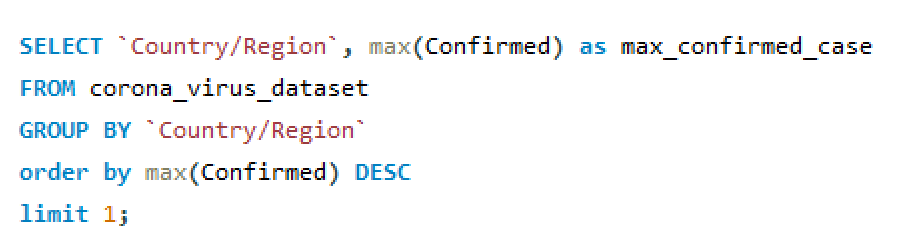 SELECT `Country/Region`, max(Confirmed) as max_confirmed_case
FROM corona_virus_dataset
GROUP BY `Country/Region`
order by max(Confirmed) DESC
limit 1;